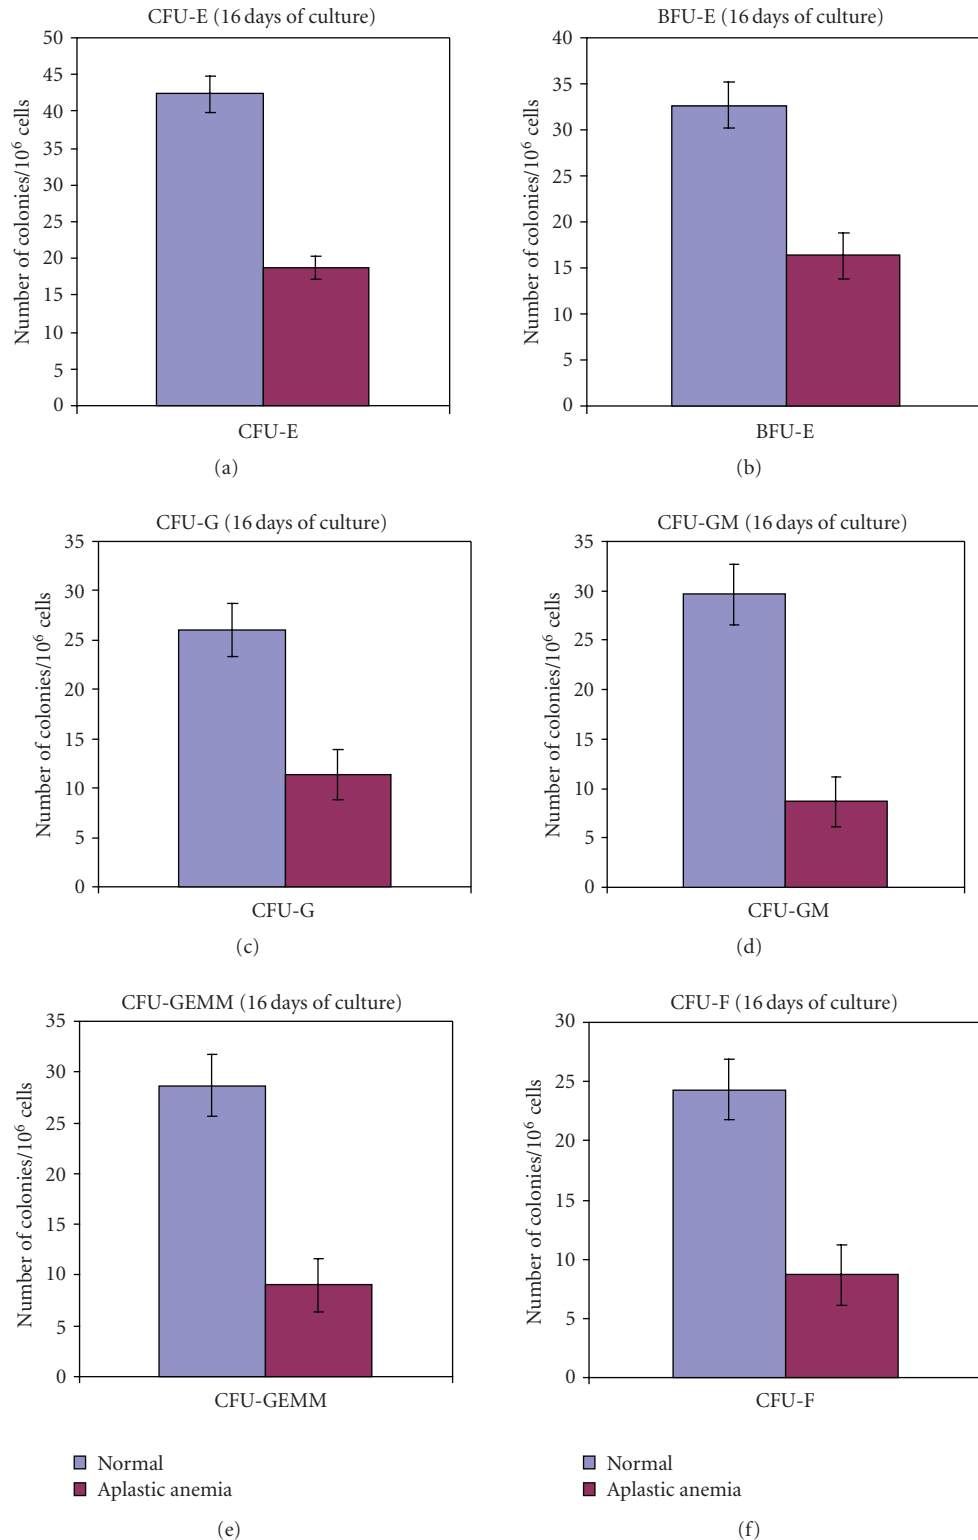 CFU-E (16 days of culture)
Number of colonies/10⁶ cells
50
45
40
35
30
25
20
15
10
5
0
CFU-E
(a)
BFU-E (16 days of culture)
Number of colonies/10⁶ cells
40
35
30
25
20
15
10
5
0
BFU-E
(b)
CFU-G (16 days of culture)
Number of colonies/10⁶ cells
35
30
25
20
15
10
5
0
CFU-G
(c)
CFU-GM (16 days of culture)
Number of colonies/10⁶ cells
35
30
25
20
15
10
5
0
CFU-GM
(d)
CFU-GEMM (16 days of culture)
Number of colonies/10⁶ cells
35
30
25
20
15
10
5
0
CFU-GEMM
Normal
Aplastic anemia
(e)
CFU-F (16 days of culture)
Number of colonies/10⁶ cells
30
25
20
15
10
5
0
CFU-F
Normal
Aplastic anemia
(f)